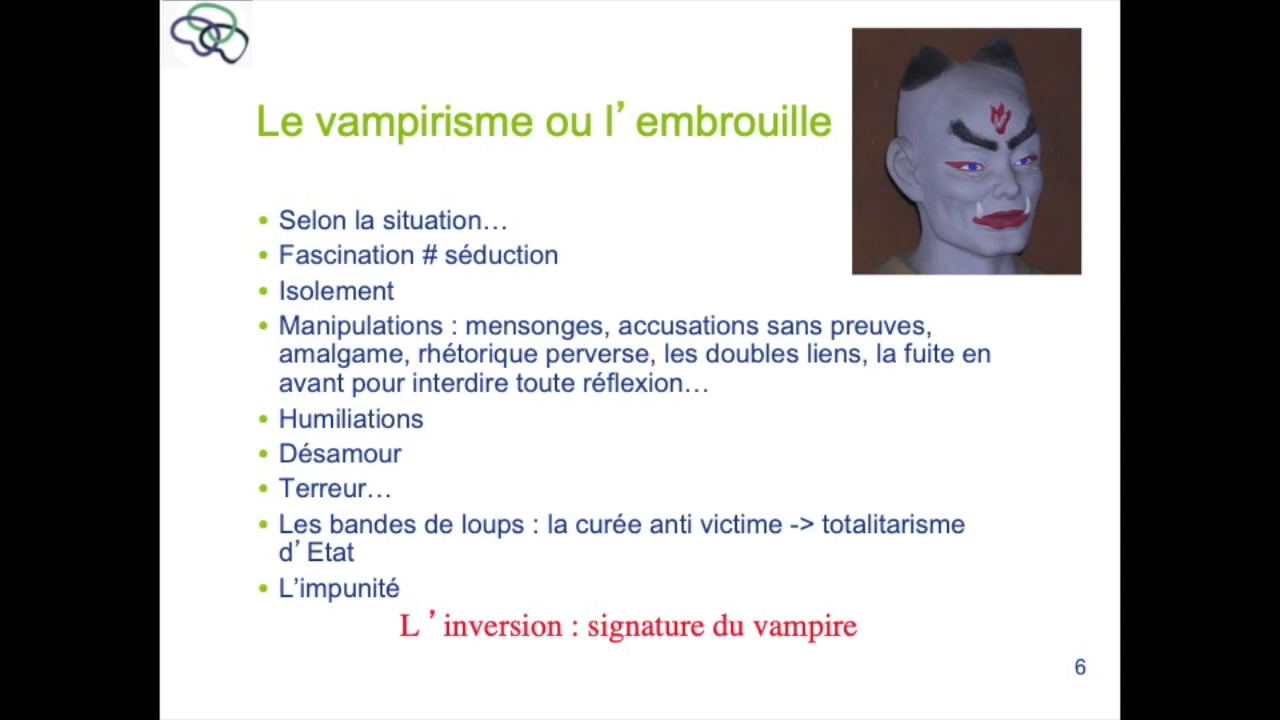 Le vampirisme ou l’embrouille
• Selon la situation…
• Fascination # séduction
• Isolement
• Manipulations : mensonges, accusations sans preuves,
amalgame, rhétorique perverse, les doubles liens, la fuite en
avant pour interdire toute réflexion…
• Humiliations
• Désamour
• Terreur…
• Les bandes de loups : la curée anti victime -> totalitarisme
d’Etat
• L’impunité
L’inversion : signature du vampire
6